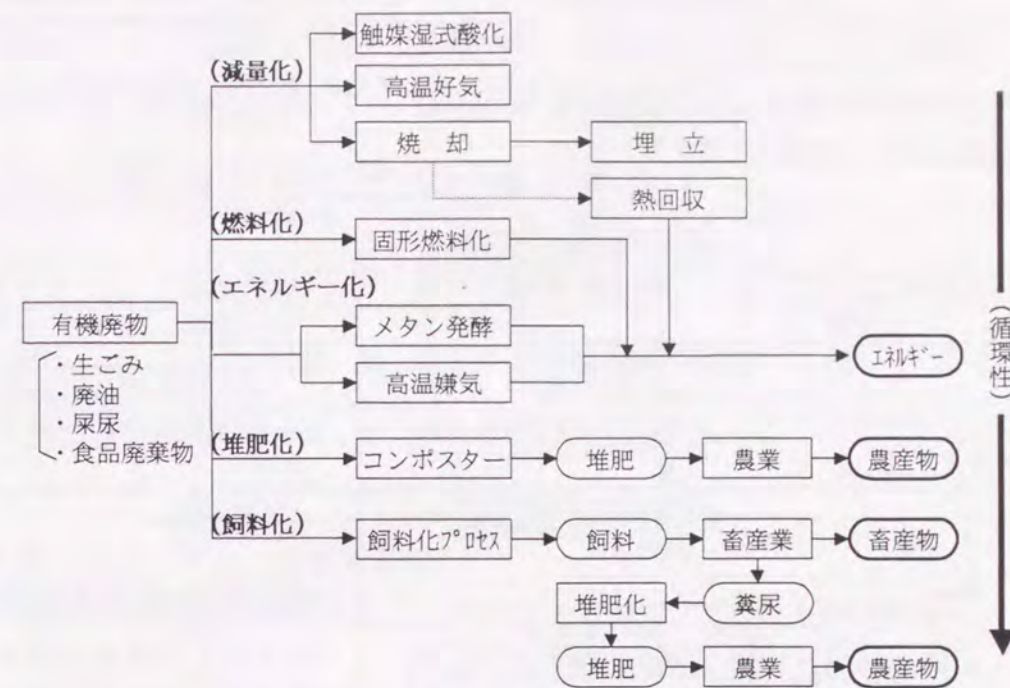 触媒湿式酸化
(減量化)
高温好気
焼 却
埋 立
熱回収
(燃料化)
固形燃料化
(エネルギー化)
有機廃物
・生ごみ
・廃油
・屎尿
・食品廃棄物
メタン発酵
高温嫌気
エネルギー
(堆肥化)
コンポスター
堆肥
農業
農産物
(飼料化)
飼料化プロセス
飼料
畜産業
畜産物
堆肥化
糞尿
堆肥
農業
農産物
(循環性)